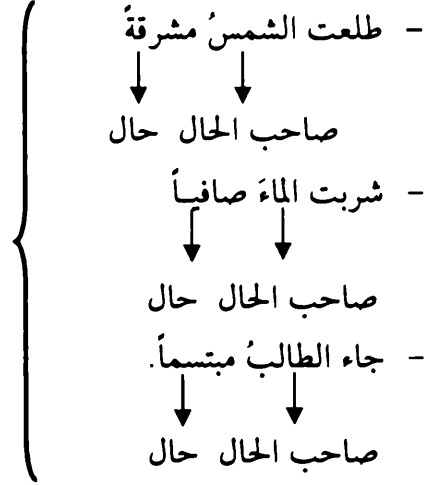 - طلعت الشمسُ مشرقةً
صاحب الحال حال
- شربت الماءَ صافياً
صاحب الحال حال
- جاء الطالبُ مبتسماً.
صاحب الحال حال